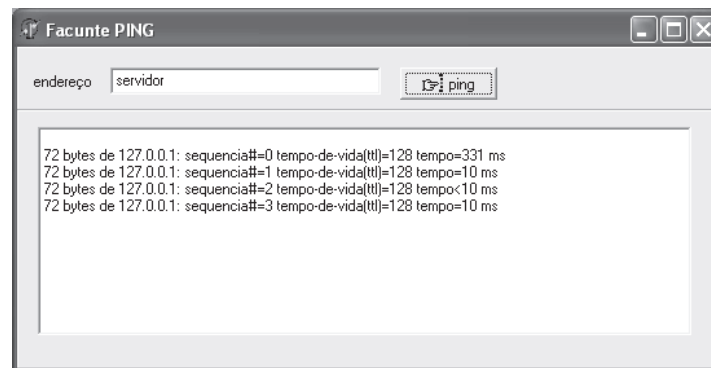 Facunte PING
endereço servidor ping
72 bytes de 127.0.0.1: sequencia#=0 tempo-de-vida(ttl)=128 tempo=331 ms
72 bytes de 127.0.0.1: sequencia#=1 tempo-de-vida(ttl)=128 tempo=10 ms
72 bytes de 127.0.0.1: sequencia#=2 tempo-de-vida(ttl)=128 tempo<10 ms
72 bytes de 127.0.0.1: sequencia#=3 tempo-de-vida(ttl)=128 tempo=10 ms